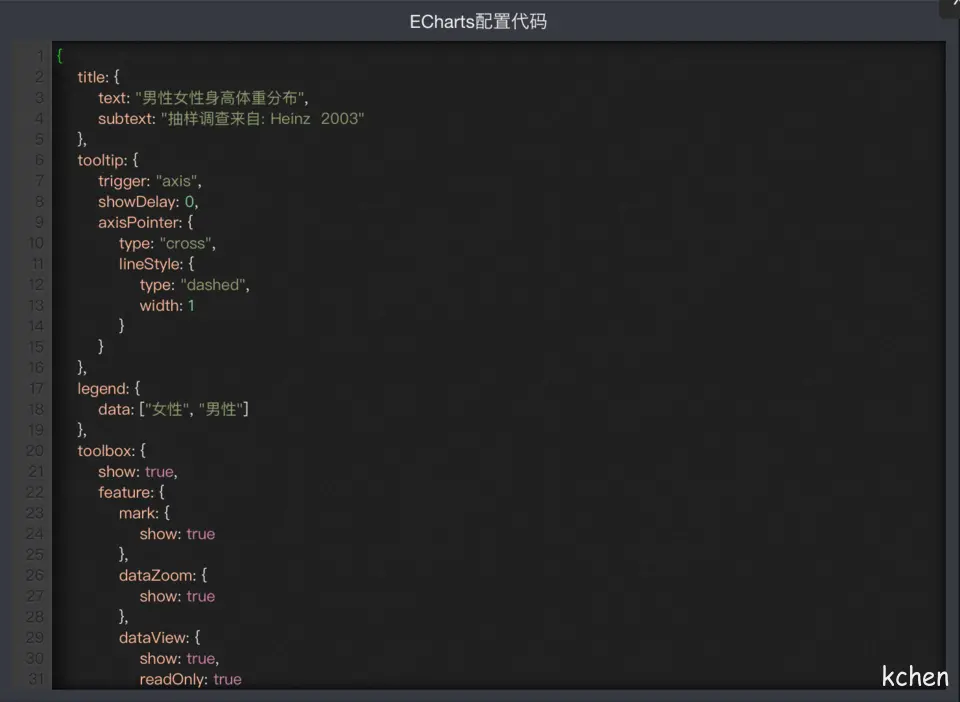 ECharts配置代码
1 {
2 title: {
3 text: "男性女性身高体重分布",
4 subtext: "抽样调查来自: Heinz  2003"
5 },
6 tooltip: {
7 trigger: "axis",
8 showDelay: 0,
9 axisPointer: {
10 type: "cross",
11 lineStyle: {
12 type: "dashed",
13 width: 1
14 }
15 }
16 },
17 legend: {
18 data: ["女性", "男性"]
19 },
20 toolbox: {
21 show: true,
22 feature: {
23 mark: {
24 show: true
25 },
26 dataZoom: {
27 show: true
28 },
29 dataView: {
30 show: true,
31 readOnly: true
kchen